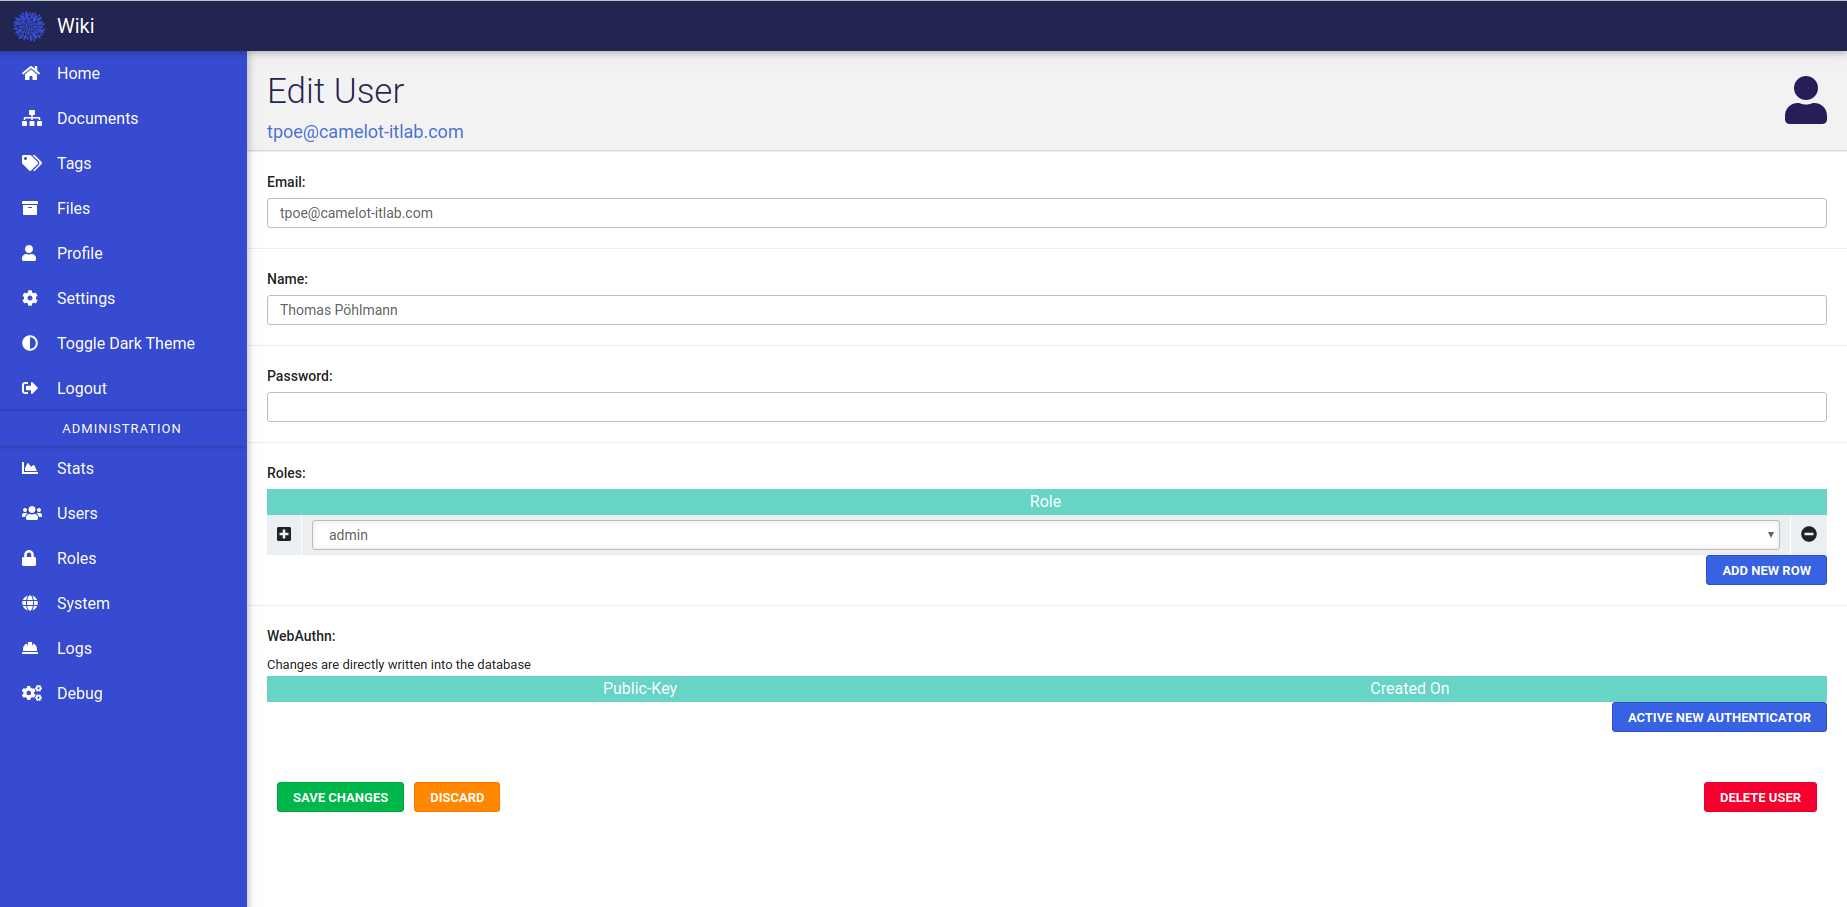 Wiki
Home
Documents
Tags
Files
Profile
Settings
Toggle Dark Theme
Logout
ADMINISTRATION
Stats
Users
Roles
System
Logs
Debug
Edit User
tpoe@camelot-itlab.com
Email:
tpoe@camelot-itlab.com
Name:
Thomas Pöhlmann
Password:
Roles:
Role
admin
ADD NEW ROW
WebAuthn:
Changes are directly written into the database
Public-Key Created On
ACTIVE NEW AUTHENTICATOR
SAVE CHANGES DISCARD DELETE USER